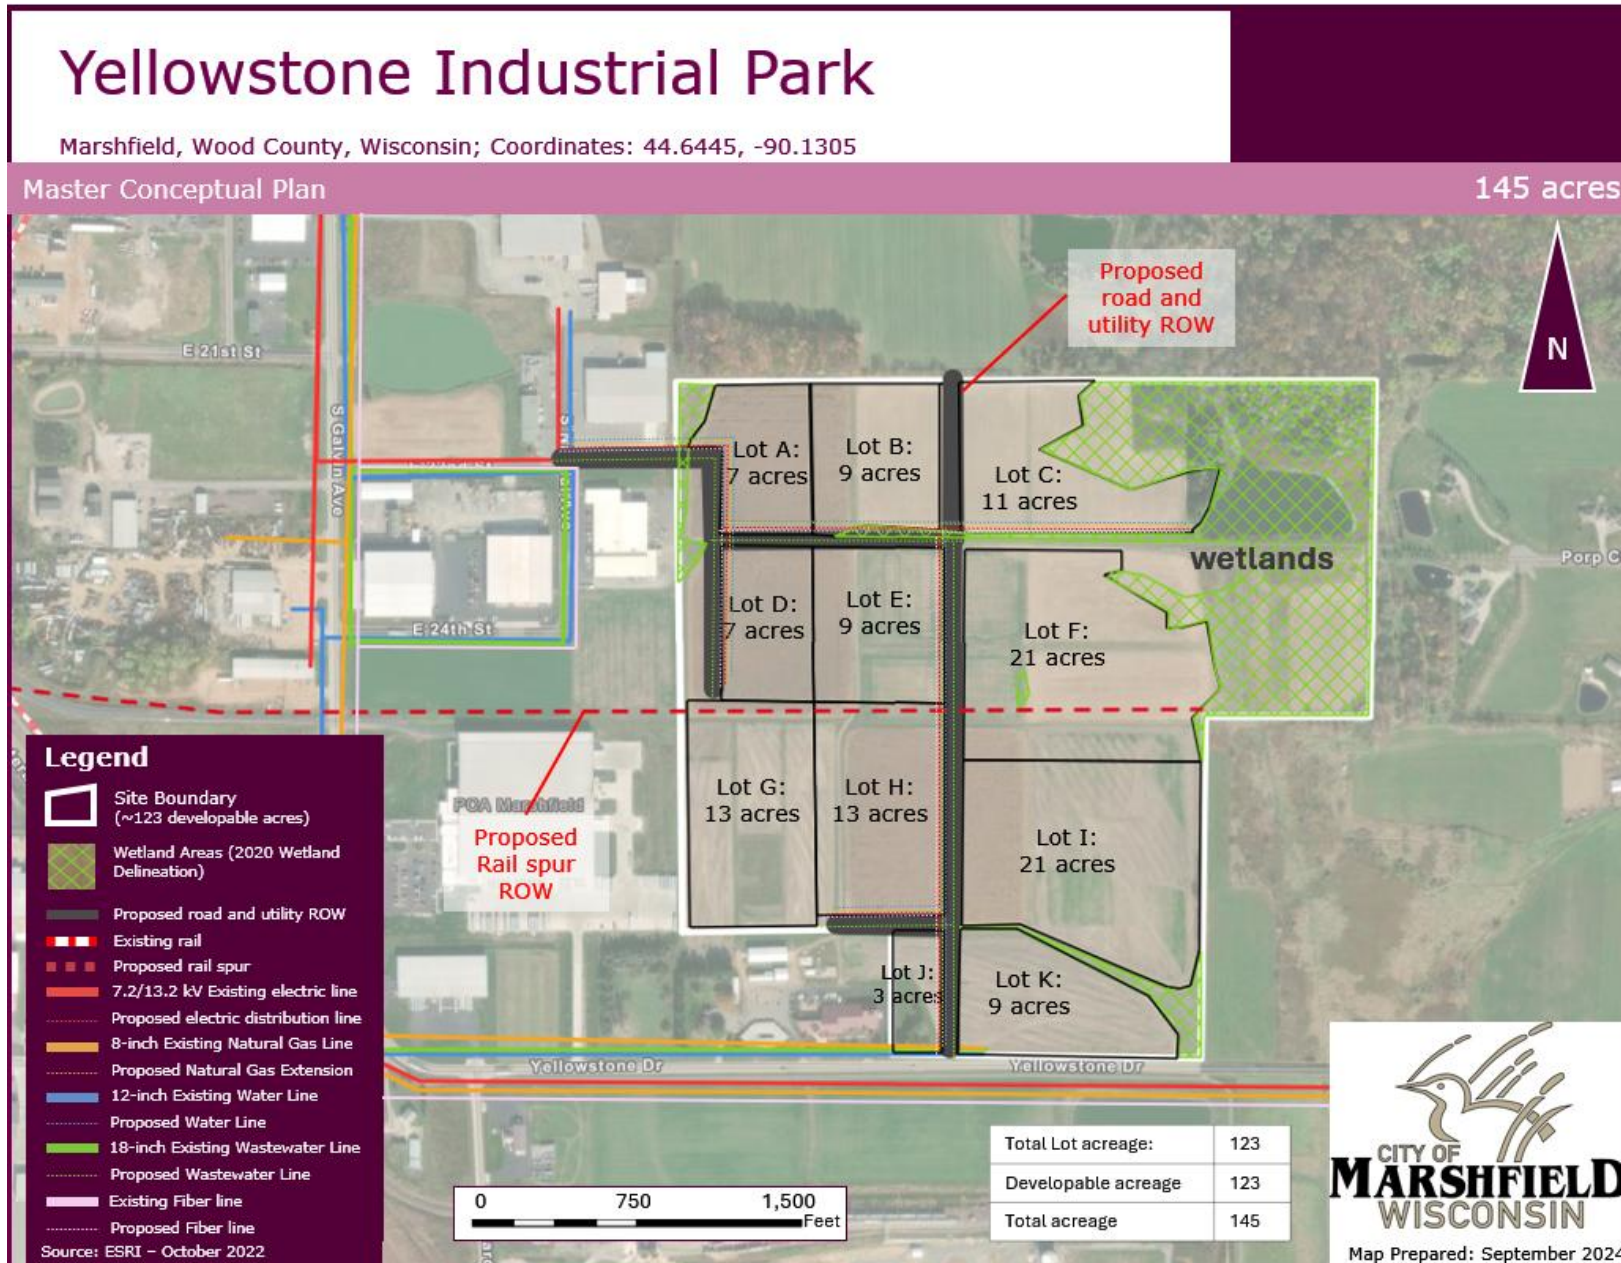 Yellowstone Industrial Park
Marshfield, Wood County, Wisconsin; Coordinates: 44.6445, -90.1305
Master Conceptual Plan
145 acres
Proposed
road and
utility ROW
N
E 21st St
S Galvin Ave
Lot A:
7 acres
Lot B:
9 acres
Lot C:
11 acres
wetlands
Porp C
Lot D:
7 acres
Lot E:
9 acres
Lot F:
21 acres
E 24th St
Lot G:
13 acres
Lot H:
13 acres
Lot I:
21 acres
PCA Marshfield
Proposed
Rail spur
ROW
Lot J:
3 acres
Lot K:
9 acres
Yellowstone Dr
Yellowstone Dr
Legend
Site Boundary
(~123 developable acres)
Wetland Areas (2020 Wetland
Delineation)
Proposed road and utility ROW
Existing rail
Proposed rail spur
7.2/13.2 kV Existing electric line
Proposed electric distribution line
8-inch Existing Natural Gas Line
Proposed Natural Gas Extension
12-inch Existing Water Line
Proposed Water Line
18-inch Existing Wastewater Line
Proposed Wastewater Line
Existing Fiber line
Proposed Fiber line
Source: ESRI – October 2022
0 750 1,500
Feet
Total Lot acreage: 123
Developable acreage 123
Total acreage 145
CITY OF
MARSHFIELD
WISCONSIN
Map Prepared: September 2024